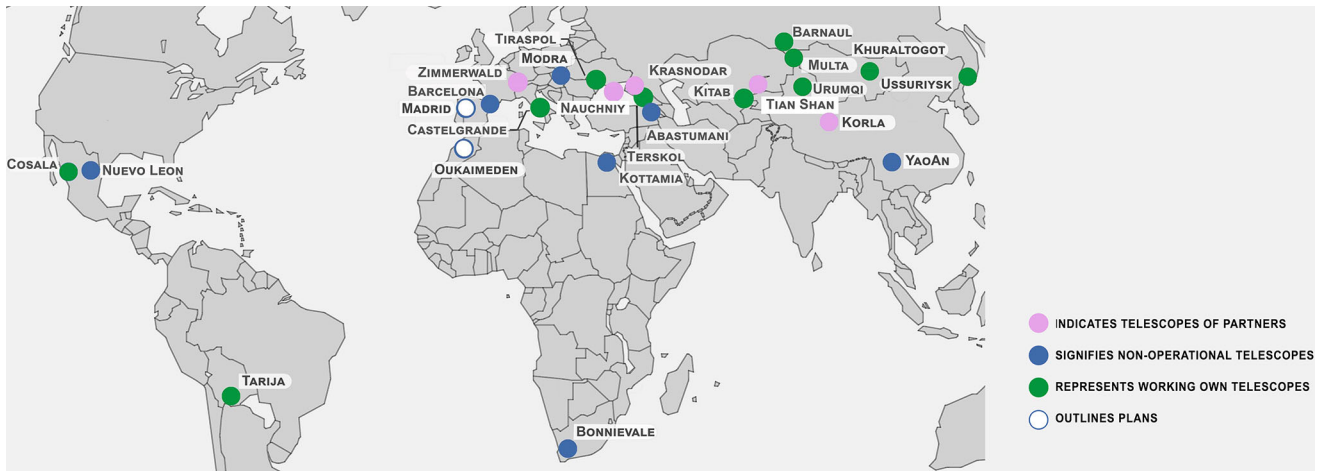 BARNAUL
TIRASPOL
KHURALTOGOT
MODRA
MULTA
ZIMMERWALD
KRASNODAR
USSURIYSK
BARCELONA
KITAB
URUMQI
MADRID
NAUCHNIY
TIAN SHAN
KORLA
CASTELGRANDE
ABASTUMANI
TERSKOL
YAOAN
COSALA
NUEVO LEON
OUKAIMEDEN
KOTTAMIA
INDICATES TELESCOPES OF PARTNERS
SIGNIFIES NON-OPERATIONAL TELESCOPES
REPRESENTS WORKING OWN TELESCOPES
OUTLINES PLANS
TARIJA
BONNIEVALE